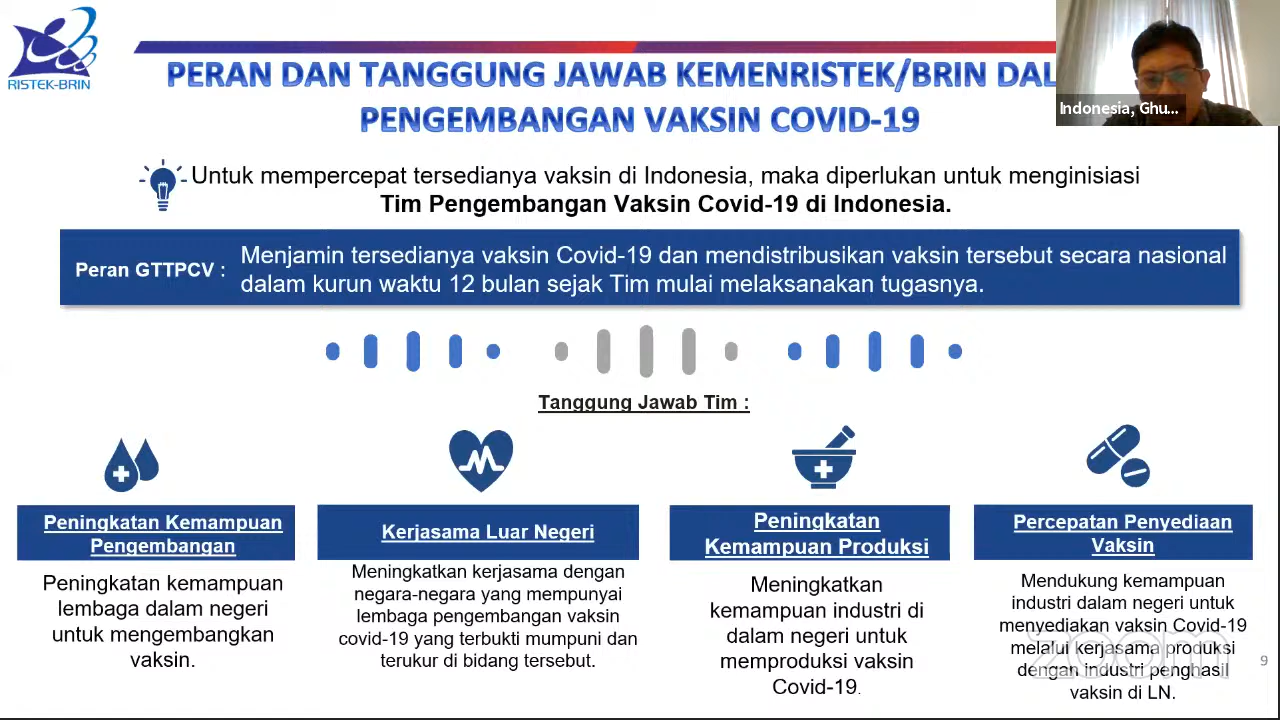 RISTEK-BRIN
PERAN DAN TANGGUNG JAWAB KEMENRISTEK/BRIN
PENGEMBANGAN VAKSIN COVID-19
Indonesia, Ghu...
Untuk mempercepat tersedianya vaksin di Indonesia, maka diperlukan untuk menginisiasi
Tim Pengembangan Vaksin Covid-19 di Indonesia.
Peran GTTPCV :
Menjamin tersedianya vaksin Covid-19 dan mendistribusikan vaksin tersebut secara nasional
dalam kurun waktu 12 bulan sejak Tim mulai melaksanakan tugasnya.
Tanggung Jawab Tim :
Peningkatan Kemampuan
Pengembangan
Peningkatan kemampuan
lembaga dalam negeri
untuk mengembangkan
vaksin.
Kerjasama Luar Negeri
Meningkatkan kerjasama dengan
negara-negara yang mempunyai
lembaga pengembangan vaksin
covid-19 yang terbukti mumpuni dan
terukur di bidang tersebut.
Peningkatan
Kemampuan Produksi
Meningkatkan
kemampuan industri di
dalam negeri untuk
memproduksi vaksin
Covid-19.
Percepatan Penyediaan
Vaksin
Mendukung kemampuan
industri dalam negeri untuk
menyediakan vaksin Covid-19
melalui kerjasama produksi
dengan industri penghasil
vaksin di LN.
zoom
9